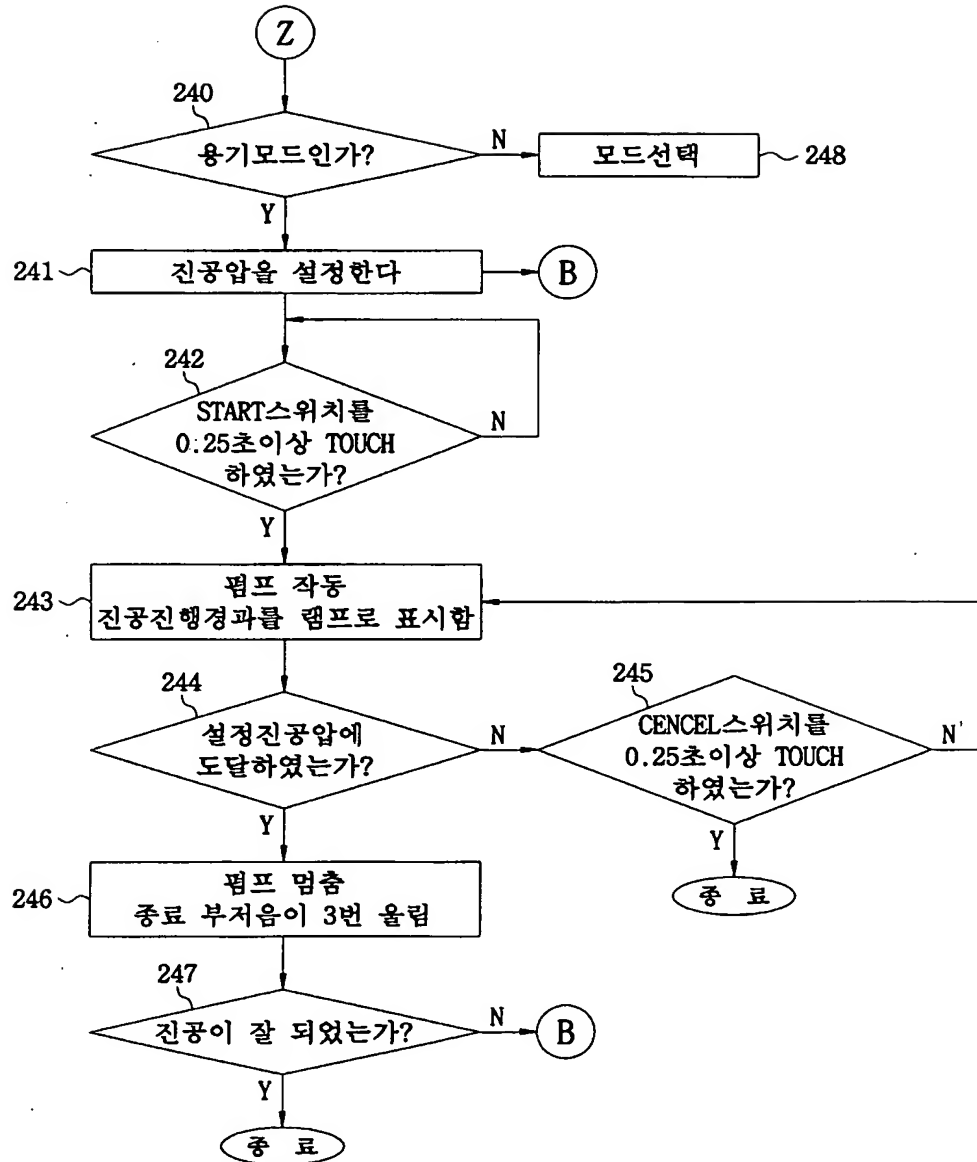 Z
240
용기모드인가?
N
모드선택
248
Y
241
진공압을 설정한다
B
242
START스위치를
0.25초이상 TOUCH
하였는가?
N
Y
243
펌프 작동
진공진행경과를 램프로 표시함
244
설정진공압에
도달하였는가?
N
245
CENCEL스위치를
0.25초이상 TOUCH
하였는가?
N
Y
Y
종 료
246
펌프 멈춤
종료 부저음이 3번 울림
247
진공이 잘 되었는가?
N
B
Y
종 료